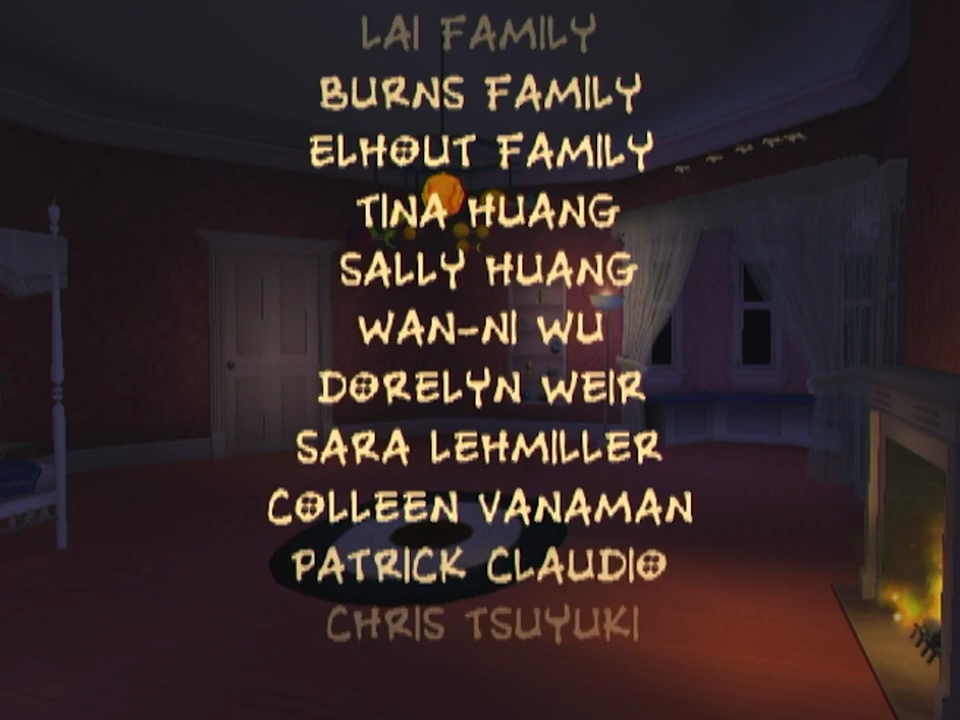 LAI FAMILY
BURNS FAMILY
ELHOUT FAMILY
TINA HUANG
SALLY HUANG
WAN-NI WU
DORELYN WEIR
SARA LEHMILLER
COLLEEN VANAMAN
PATRICK CLAUDIO
CHRIS TSUYUKI